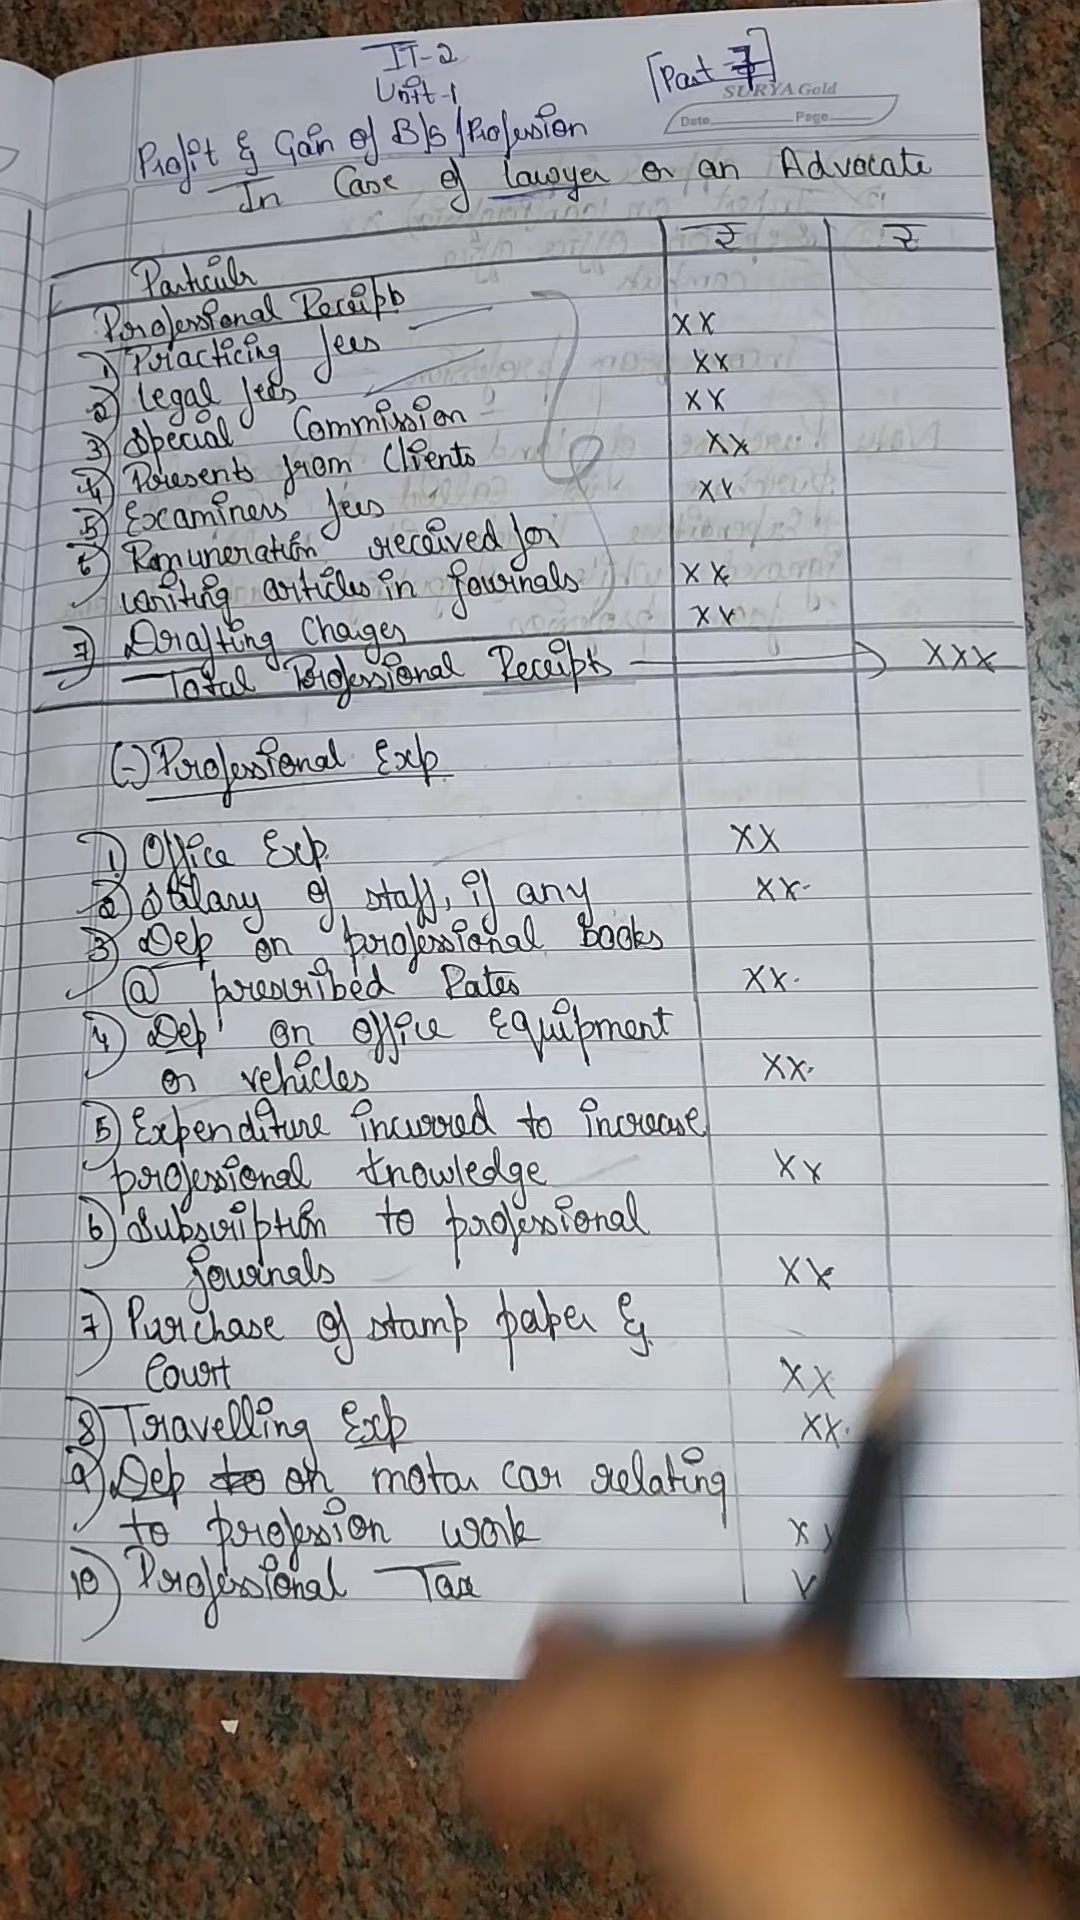 IT-2
Unit-1
[Part-7]
SURYA Gold
Date Page
Profit & Gain of B/S/Profession
In Case of Lawyer or an Advocate
Particulr ₹ ₹
Professional Receipts
1) Practicing fees XX
2) Legal fees XX
3) Special Commission XX
4) Presents from Clients XX
5) Examiners' fees XX
6) Remuneration received for
writing articles in Journals XX
7) Drafting Charges XX
Total Professional Receipts → XXX
(-) Professional Exp.
1) Office Exp. XX
2) Salary of staff, if any XX.
3) Dep on professional books
@ prescribed Rates XX.
4) Dep' on office Equipment
or vehicles XX.
5) Expenditure incurred to increase
professional knowledge XX
6) Subscription to professional
Journals XX
7) Purchase of stamp paper &
Court XX
8) Travelling Exp XX.
9) Dep on motor car relating
to profession work X
10) Professional Tax